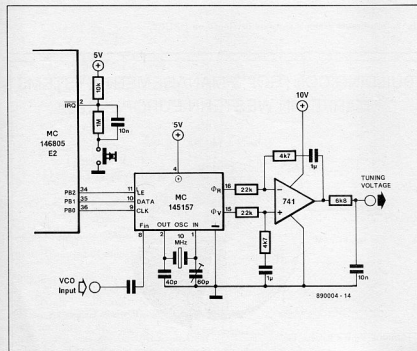 5V
10k
IRQ
2
1M
10n
MC
146805
E2
5V
10V
4
4k7
1µ
PB2
34
11
LE
MC
145157
ΦR
16
22k
741
TUNING
VOLTAGE
PB1
35
10
DATA
PB0
36
9
CLK
ΦV
15
22k
6k8
Fin
OUT
OSC
IN
8
2
10
MHz
1
4k7
40p
60p
1µ
10n
VCO
Input
890004 - 14